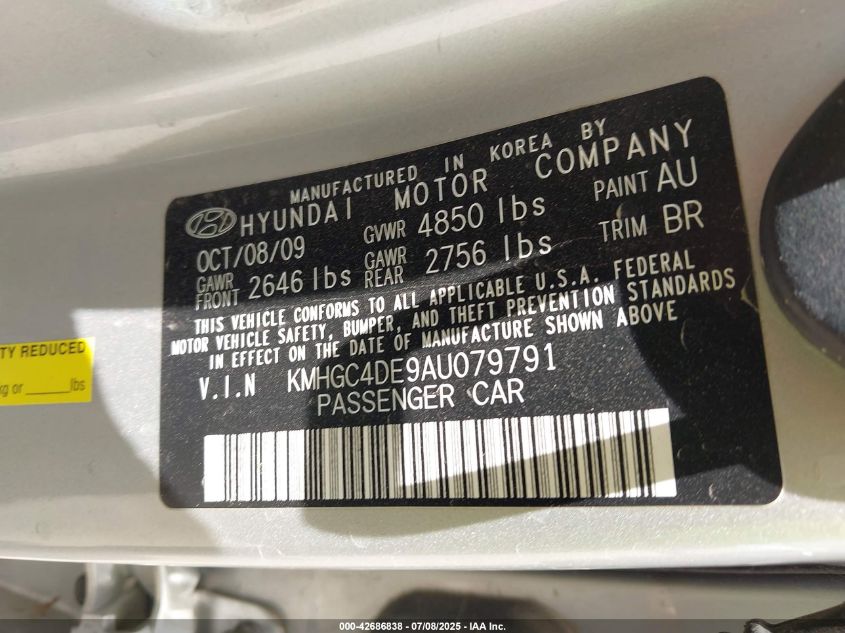 MANUFACTURED IN KOREA BY
HYUNDAI MOTOR COMPANY
OCT/08/09 GVWR 4850 lbs PAINT AU
GAWR FRONT 2646 lbs GAWR REAR 2756 lbs TRIM BR
THIS VEHICLE CONFORMS TO ALL APPLICABLE U.S.A. FEDERAL
MOTOR VEHICLE SAFETY, BUMPER, AND THEFT PREVENTION STANDARDS
IN EFFECT ON THE DATE OF MANUFACTURE SHOWN ABOVE
V.I.N KMHGC4DE9AU079791
PASSENGER CAR
TY REDUCED
kg or ______lbs
000-42686838 - 07/08/2025 - IAA Inc.